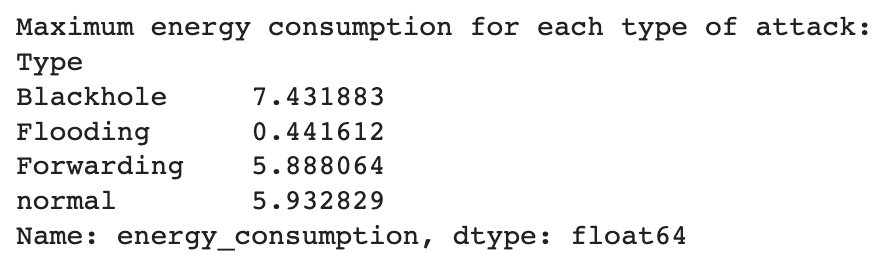 Maximum energy consumption for each type of attack:
Type
Blackhole     7.431883
Flooding      0.441612
Forwarding    5.888064
normal        5.932829
Name: energy_consumption, dtype: float64